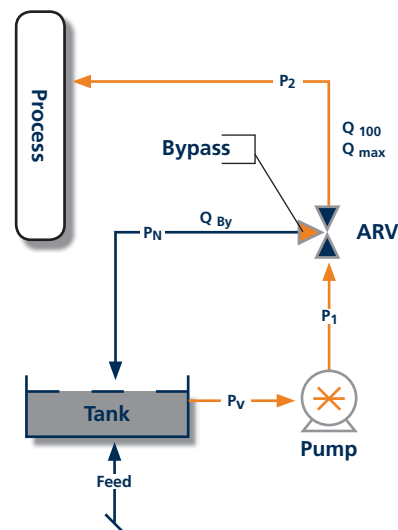 Process
P2
Q 100
Q max
Bypass
ARV
Q By
PN
P1
Tank
PV
Pump
Feed